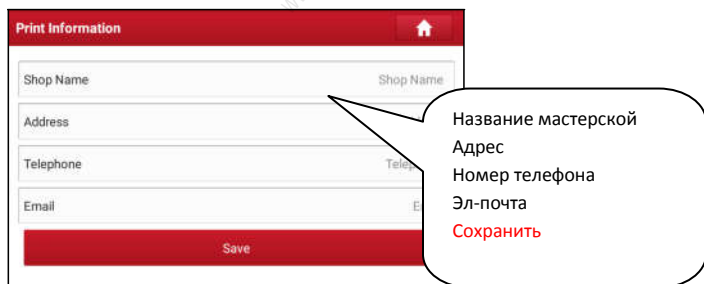 Print Information
Shop Name Shop Name
Address
Telephone
Email
Save
Название мастерской
Адрес
Номер телефона
Эл-почта
Сохранить